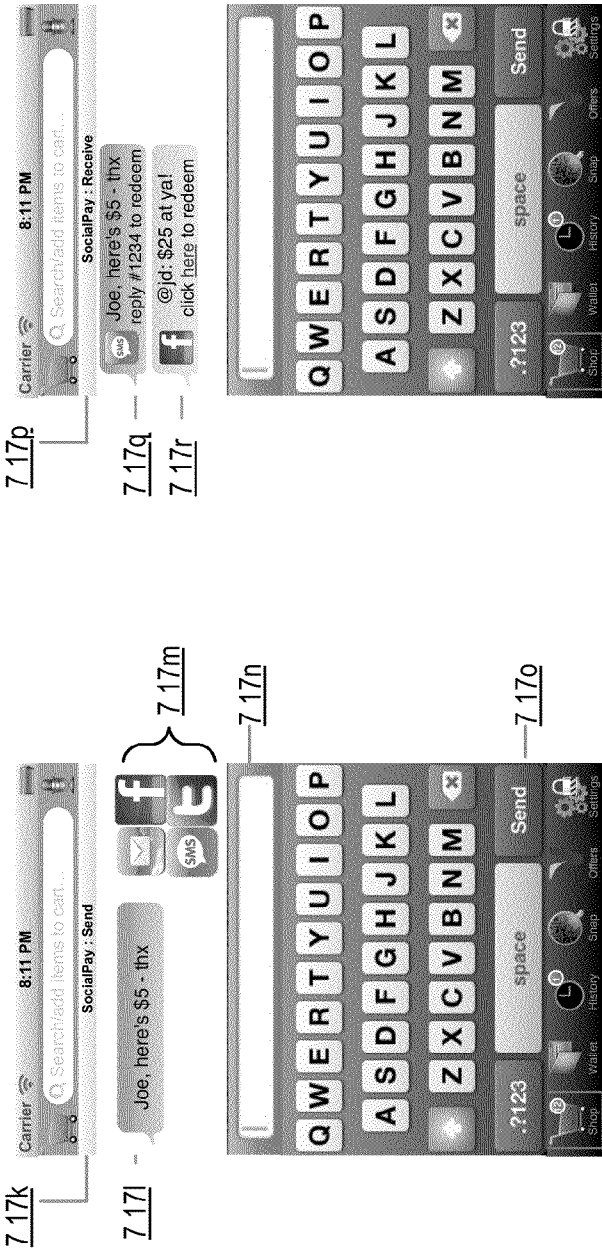 7 17k
Carrier
8:11 PM
Search/add items to cart...
SocialPay : Send
7 17l
Joe, here's $5 - thx
f
SMS
t
7 17m
7 17n
Q W E R T Y U I O P
A S D F G H J K L
Z X C V B N M
.?123 space Send
7 17o
Shop Wallet History Snap Offers Settings
7 17p
Carrier
8:11 PM
Search/add items to cart...
SocialPay : Receive
7 17q
SMS
Joe, here's $5 - thx
reply #1234 to redeem
7 17r
f
@jd: $25 at ya!
click here to redeem
Q W E R T Y U I O P
A S D F G H J K L
Z X C V B N M
.?123 space Send
Shop Wallet History Snap Offers Settings